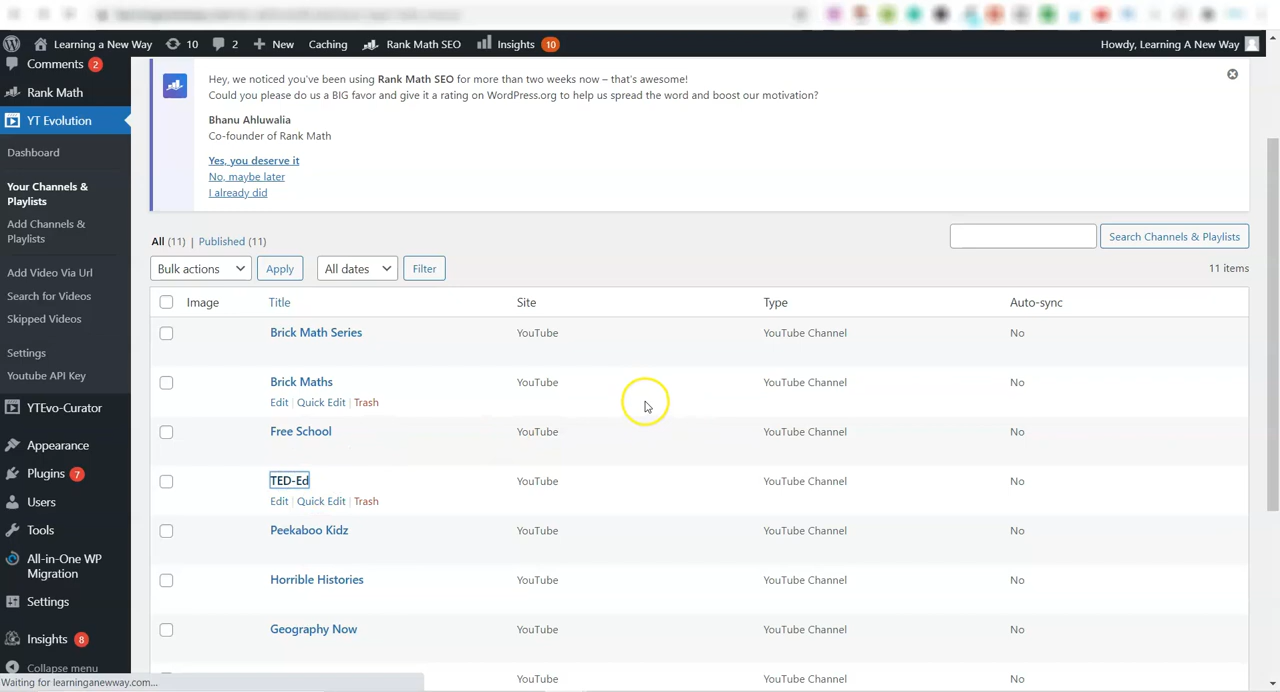 Learning a New Way 10 2 New Caching Rank Math SEO Insights 10 Howdy, Learning A New Way
Comments 2
Rank Math
YT Evolution
Dashboard
Your Channels &
Playlists
Add Channels &
Playlists
Add Video Via Url
Search for Videos
Skipped Videos
Settings
Youtube API Key
YTEvo-Curator
Appearance
Plugins 7
Users
Tools
All-in-One WP
Migration
Settings
Insights 8
Collapse menu
Waiting for learninganewway.com...
Hey, we noticed you've been using Rank Math SEO for more than two weeks now – that's awesome!
Could you please do us a BIG favor and give it a rating on WordPress.org to help us spread the word and boost our motivation?
Bhanu Ahluwalia
Co-founder of Rank Math
Yes, you deserve it
No, maybe later
I already did
All (11) | Published (11)
Search Channels & Playlists
Bulk actions Apply All dates Filter
11 items
Image Title Site Type Auto-sync
Brick Math Series YouTube YouTube Channel No
Brick Maths YouTube YouTube Channel No
Edit | Quick Edit | Trash
Free School YouTube YouTube Channel No
TED-Ed YouTube YouTube Channel No
Edit | Quick Edit | Trash
Peekaboo Kidz YouTube YouTube Channel No
Horrible Histories YouTube YouTube Channel No
Geography Now YouTube YouTube Channel No
YouTube YouTube Channel No